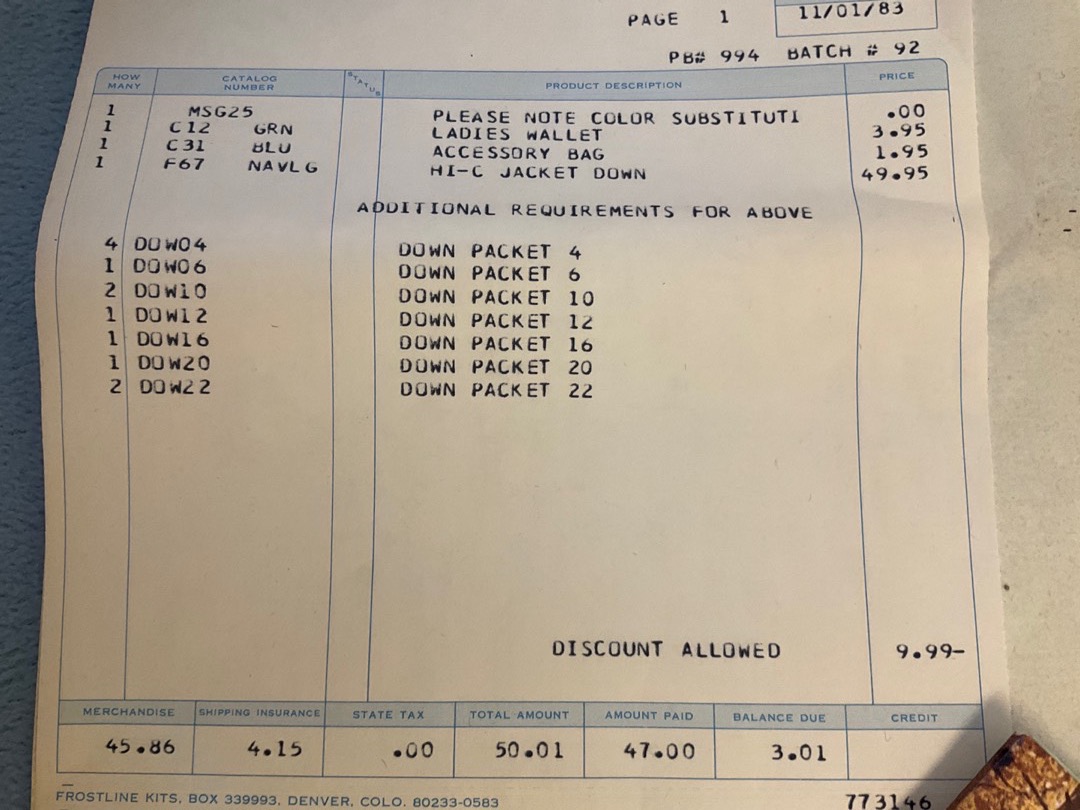 PAGE 1 11/01/83
PB# 994 BATCH # 92
HOW MANY CATALOG NUMBER STATUS PRODUCT DESCRIPTION PRICE
1 MSG25 PLEASE NOTE COLOR SUBSTITUTI .00
1 C12 GRN LADIES WALLET 3.95
1 C31 BLU ACCESSORY BAG 1.95
1 F67 NAVLG HI-C JACKET DOWN 49.95
ADDITIONAL REQUIREMENTS FOR ABOVE
4 DOW04 DOWN PACKET 4
1 DOW06 DOWN PACKET 6
2 DOW10 DOWN PACKET 10
1 DOW12 DOWN PACKET 12
1 DOW16 DOWN PACKET 16
1 DOW20 DOWN PACKET 20
2 DOW22 DOWN PACKET 22
DISCOUNT ALLOWED 9.99-
MERCHANDISE SHIPPING INSURANCE STATE TAX TOTAL AMOUNT AMOUNT PAID BALANCE DUE CREDIT
45.86 4.15 .00 50.01 47.00 3.01
FROSTLINE KITS, BOX 339993, DENVER, COLO. 80233-0583 773146